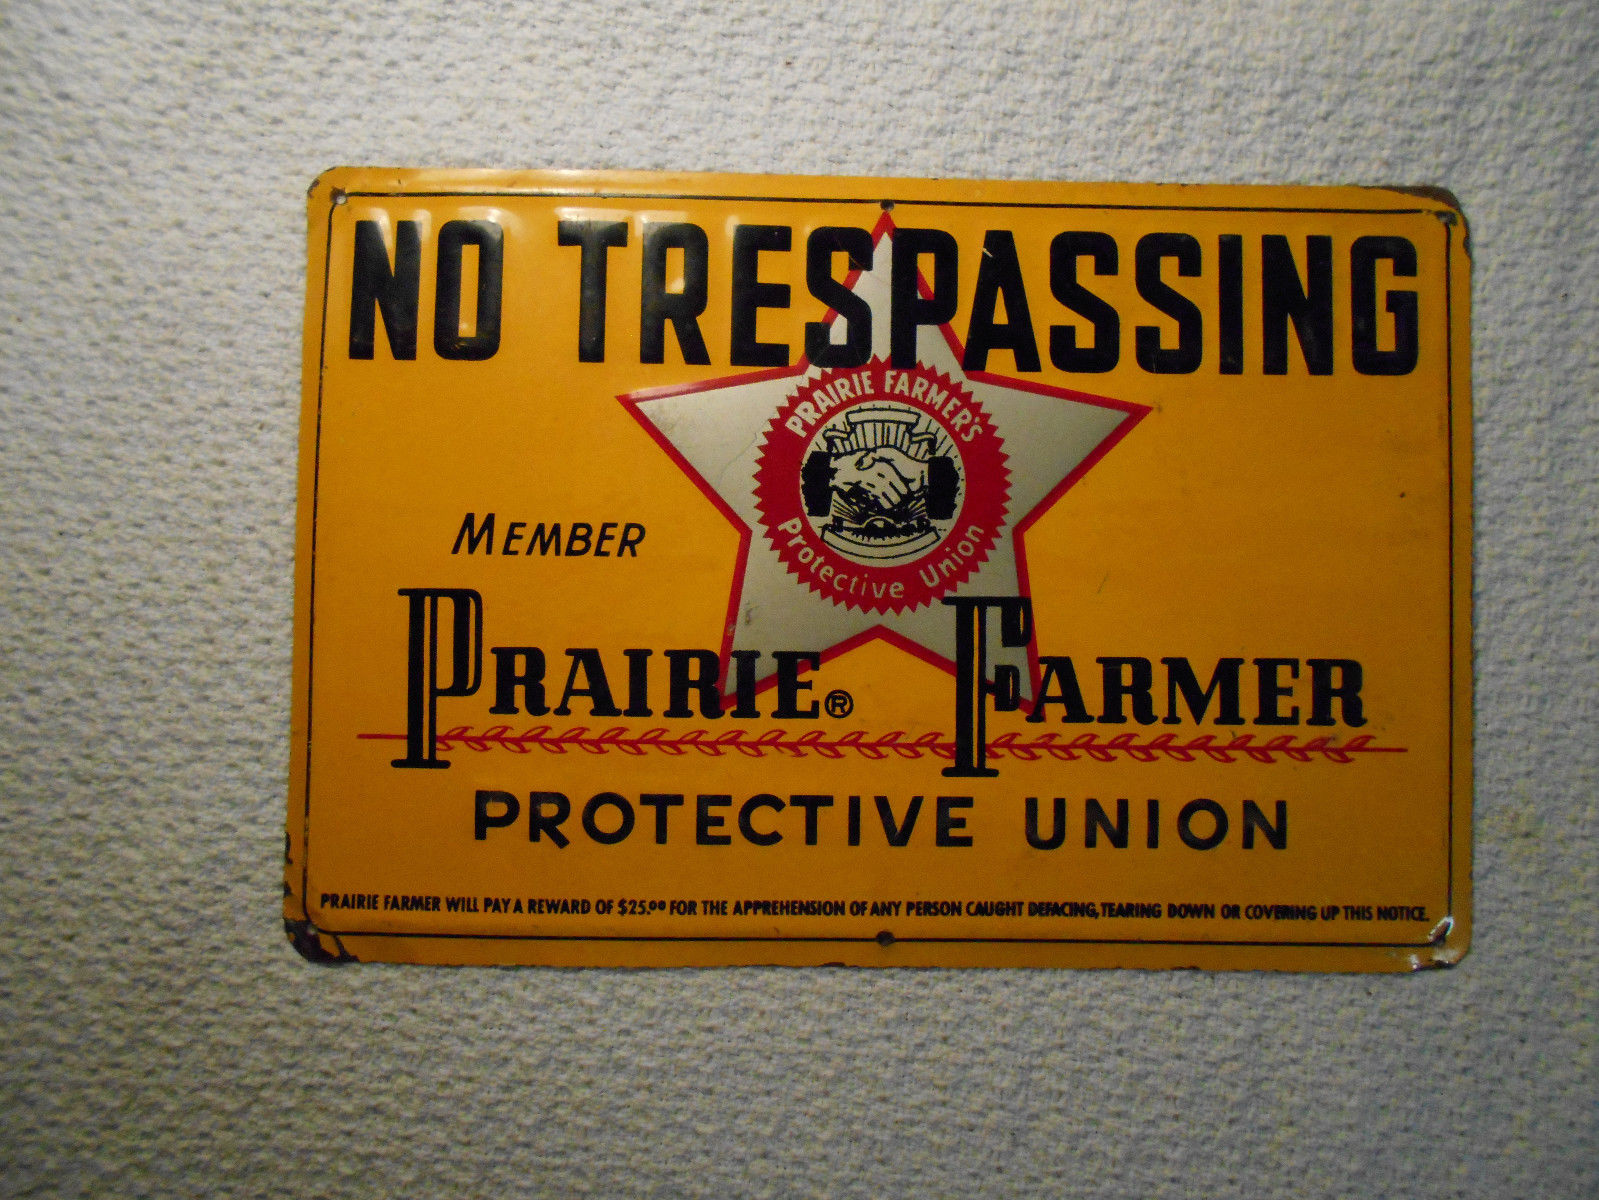 NO TRESPASSING
PRAIRIE FARMER'S
Protective Union
MEMBER
PRAIRIE® FARMER
PROTECTIVE UNION
PRAIRIE FARMER WILL PAY A REWARD OF $25.00 FOR THE APPREHENSION OF ANY PERSON CAUGHT DEFACING, TEARING DOWN OR COVERING UP THIS NOTICE.